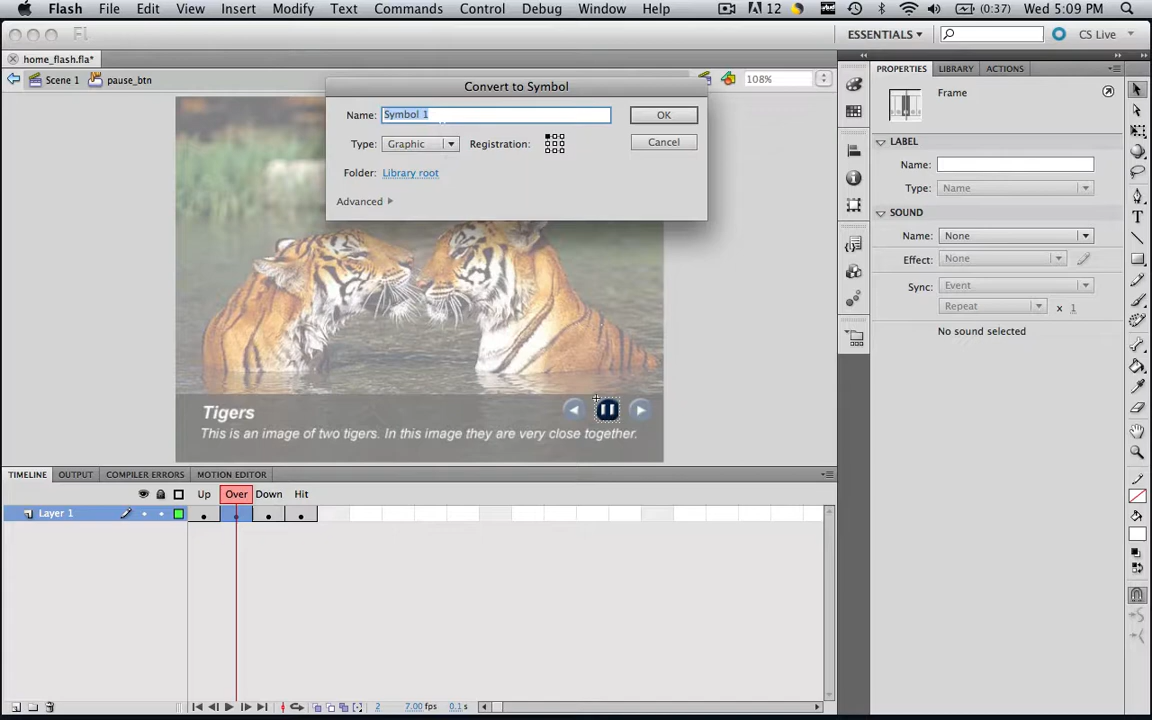 Flash File Edit View Insert Modify Text Commands Control Debug Window Help 12 (0:37) Wed 5:09 PM
Fl ESSENTIALS CS Live
home_flash.fla*
Scene 1 pause_btn 108%
Convert to Symbol
Name: Symbol 1 OK
Type: Graphic Registration: Cancel
Folder: Library root
Advanced
PROPERTIES LIBRARY ACTIONS
Frame
LABEL
Name:
Type: Name
SOUND
Name: None
Effect: None
Sync: Event
Repeat x 1
No sound selected
Tigers
This is an image of two tigers. In this image they are very close together.
TIMELINE OUTPUT COMPILER ERRORS MOTION EDITOR
Up Over Down Hit
Layer 1
2 7.00 fps 0.1 s